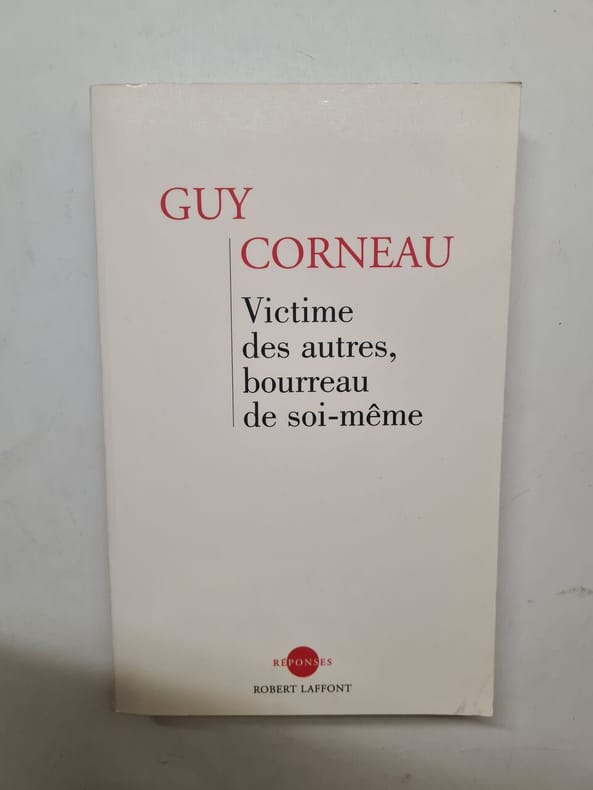 GUY
CORNEAU
Victime
des autres,
bourreau
de soi-même
RÉPONSES
ROBERT LAFFONT